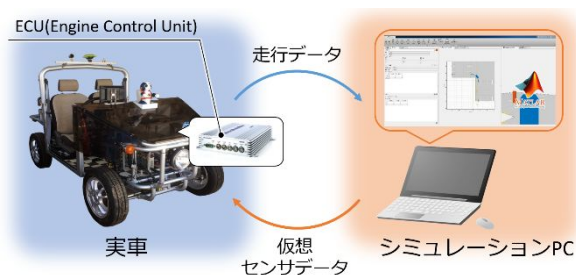 ECU(Engine Control Unit)
走行データ
実車
仮想
センサデータ
シミュレーションPC